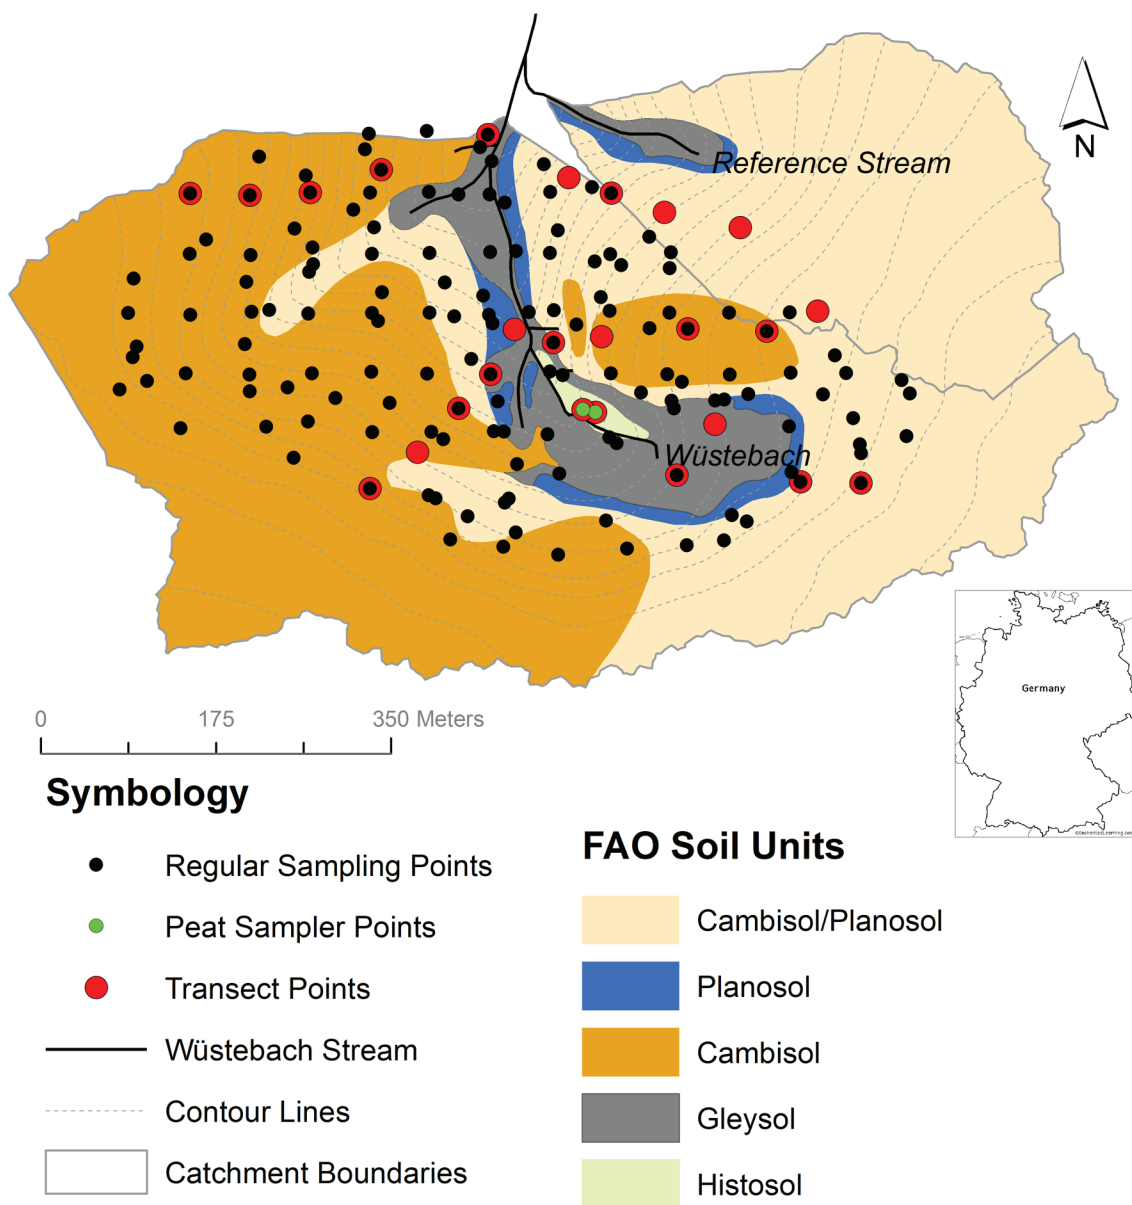 N
Reference Stream
Wüstebach
Germany
0 175 350 Meters
Symbology
Regular Sampling Points
Peat Sampler Points
Transect Points
Wüstebach Stream
Contour Lines
Catchment Boundaries
FAO Soil Units
Cambisol/Planosol
Planosol
Cambisol
Gleysol
Histosol